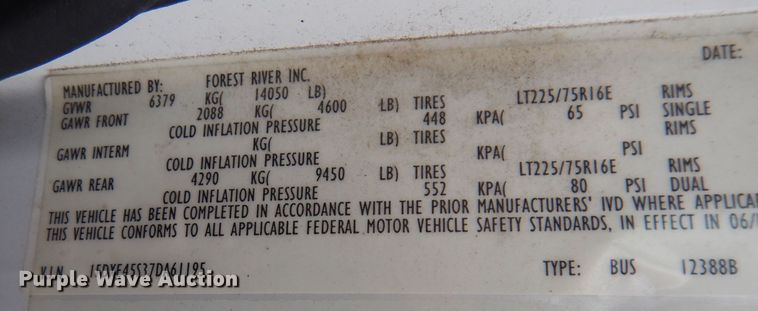 DATE:
MANUFACTURED BY: FOREST RIVER INC.
GVWR 6379 KG( 14050 LB)
GAWR FRONT 2088 KG( 4600 LB) TIRES LT225/75R16E RIMS
COLD INFLATION PRESSURE 448 KPA( 65 PSI SINGLE
GAWR INTERM KG( LB) TIRES RIMS
COLD INFLATION PRESSURE KPA( PSI
GAWR REAR 4290 KG( 9450 LB) TIRES LT225/75R16E RIMS
COLD INFLATION PRESSURE 552 KPA( 80 PSI DUAL
THIS VEHICLE HAS BEEN COMPLETED IN ACCORDANCE WITH THE PRIOR MANUFACTURERS' IVD WHERE APPLICA
THIS VEHICLE CONFORMS TO ALL APPLICABLE FEDERAL MOTOR VEHICLE SAFETY STANDARDS, IN EFFECT IN 06/
TYPE: BUS 12388B
Purple Wave Auction